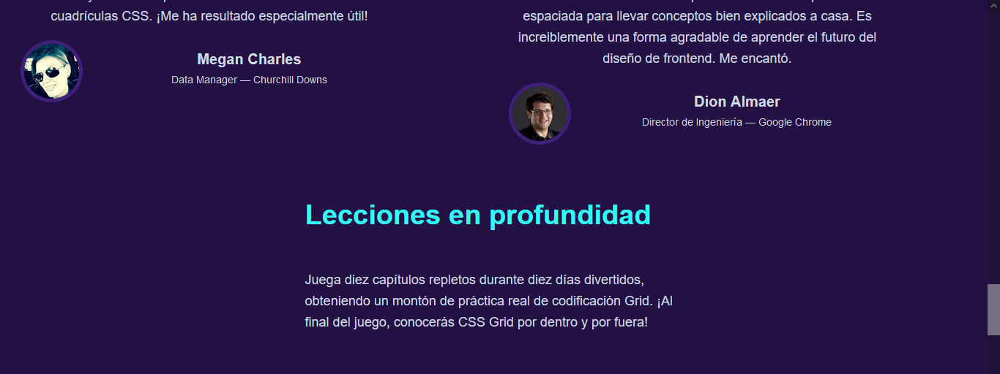 cuadrículas CSS. ¡Me ha resultado especialmente útil!
Megan Charles
Data Manager — Churchill Downs
espaciada para llevar conceptos bien explicados a casa. Es
increiblemente una forma agradable de aprender el futuro del
diseño de frontend. Me encantó.
Dion Almaer
Director de Ingeniería — Google Chrome
Lecciones en profundidad
Juega diez capítulos repletos durante diez días divertidos,
obteniendo un montón de práctica real de codificación Grid. ¡Al
final del juego, conocerás CSS Grid por dentro y por fuera!